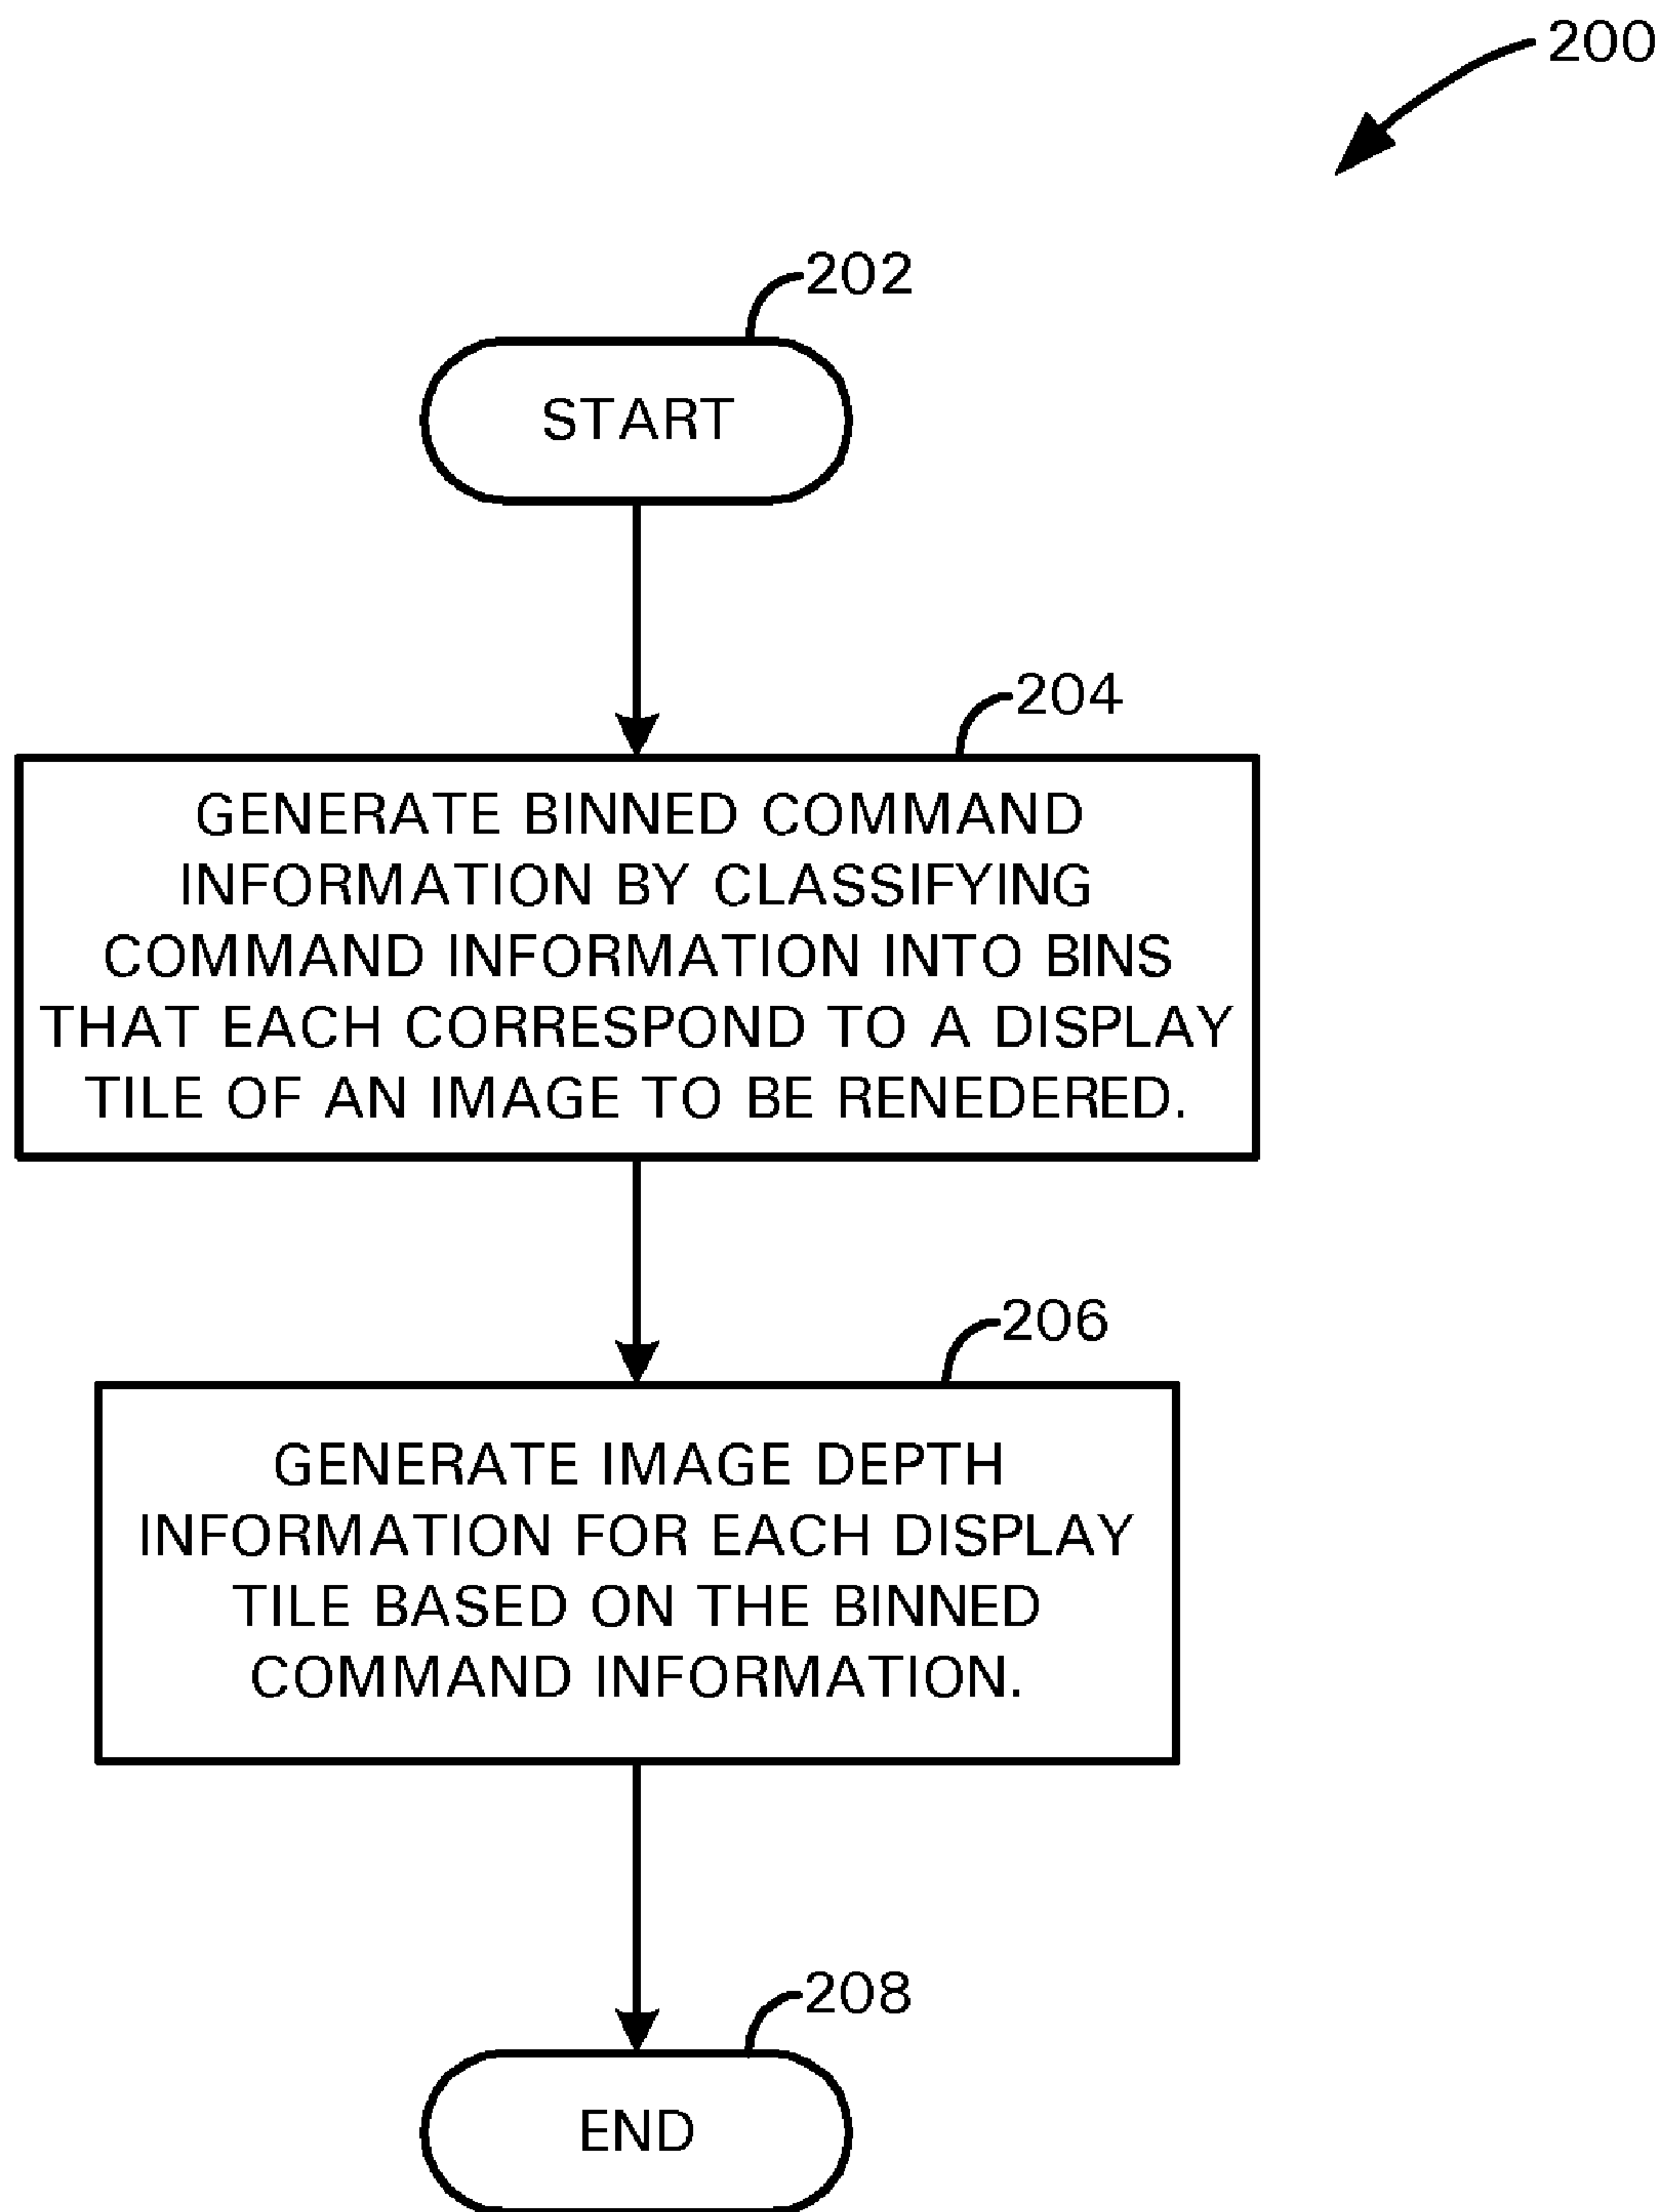 200
202
START
204
GENERATE BINNED COMMAND
INFORMATION BY CLASSIFYING
COMMAND INFORMATION INTO BINS
THAT EACH CORRESPOND TO A DISPLAY
TILE OF AN IMAGE TO BE RENEDERED.
206
GENERATE IMAGE DEPTH
INFORMATION FOR EACH DISPLAY
TILE BASED ON THE BINNED
COMMAND INFORMATION.
208
END